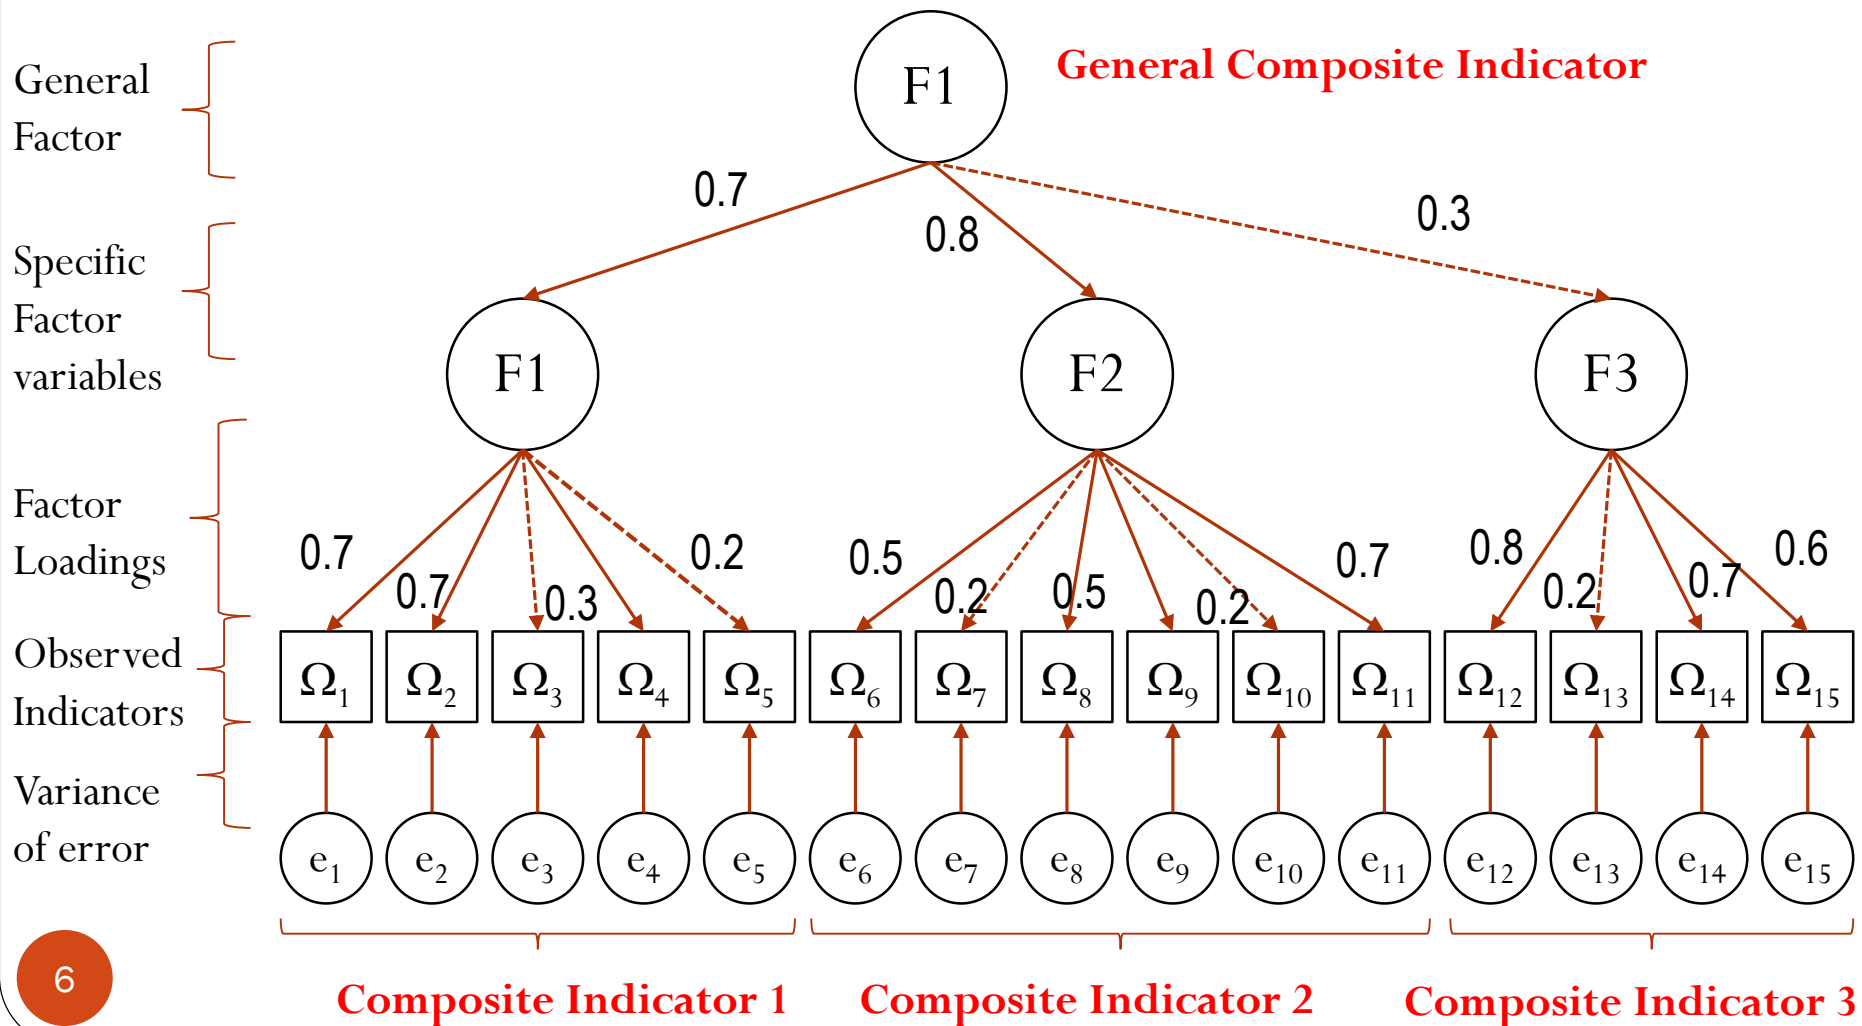 General
Factor
F1
General Composite Indicator
0.7
0.8
0.3
Specific
Factor
variables
F1
F2
F3
Factor
Loadings
0.7
0.7
0.3
0.2
0.5
0.2
0.5
0.2
0.7
0.8
0.2
0.7
0.6
Observed
Indicators
Ω1
Ω2
Ω3
Ω4
Ω5
Ω6
Ω7
Ω8
Ω9
Ω10
Ω11
Ω12
Ω13
Ω14
Ω15
Variance
of error
e1
e2
e3
e4
e5
e6
e7
e8
e9
e10
e11
e12
e13
e14
e15
Composite Indicator 1
Composite Indicator 2
Composite Indicator 3
6